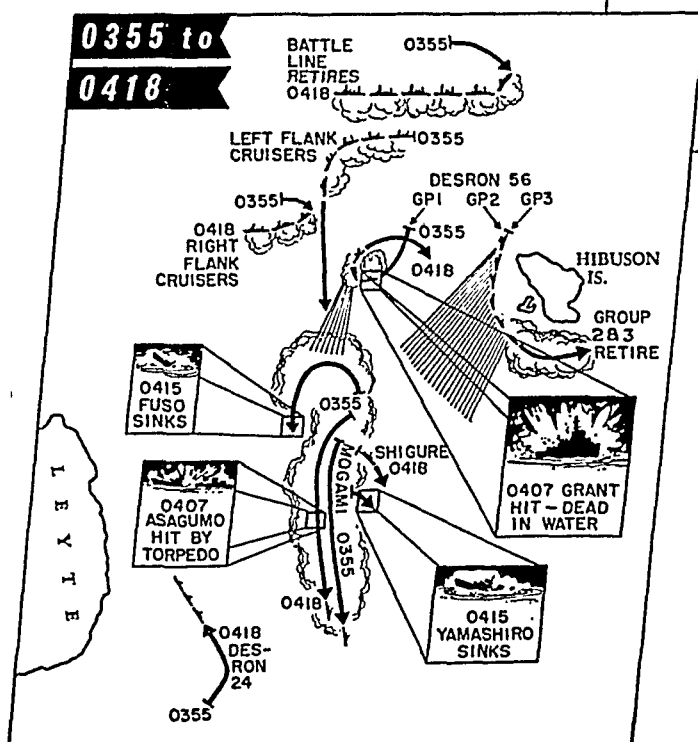 0355 to
0418
BATTLE
LINE
RETIRES
0418
0355
LEFT FLANK
CRUISERS
0355
0355
0418
RIGHT
FLANK
CRUISERS
DESRON 56
GP1 GP2 GP3
0355
0418
HIBUSON
IS.
GROUP
2&3
RETIRE
0415
FUSO
SINKS
0355
SHIGURE
0418
MOGAMI
0355
0407 GRANT
HIT – DEAD
IN WATER
0407
ASAGUMO
HIT BY
TORPEDO
0418
0415
YAMASHIRO
SINKS
LEYTE
0418
DES-
RON
24
0355